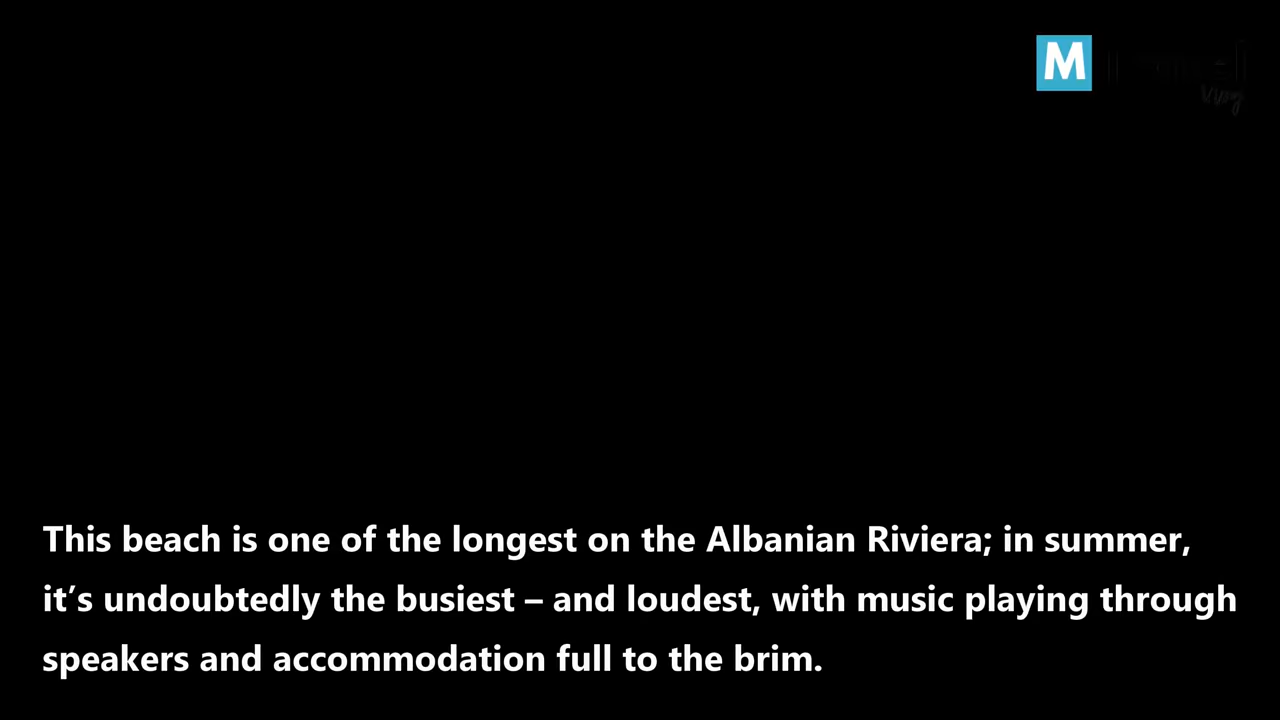 M
Vlog
This beach is one of the longest on the Albanian Riviera; in summer,
it’s undoubtedly the busiest – and loudest, with music playing through
speakers and accommodation full to the brim.